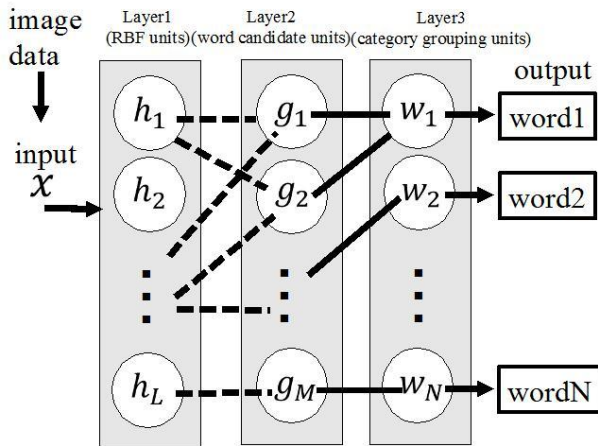 image
data
input
x
Layer1
(RBF units)
Layer2
(word candidate units)
Layer3
(category grouping units)
output
h1
g1
w1
word1
h2
g2
w2
word2
hL
gM
wN
wordN